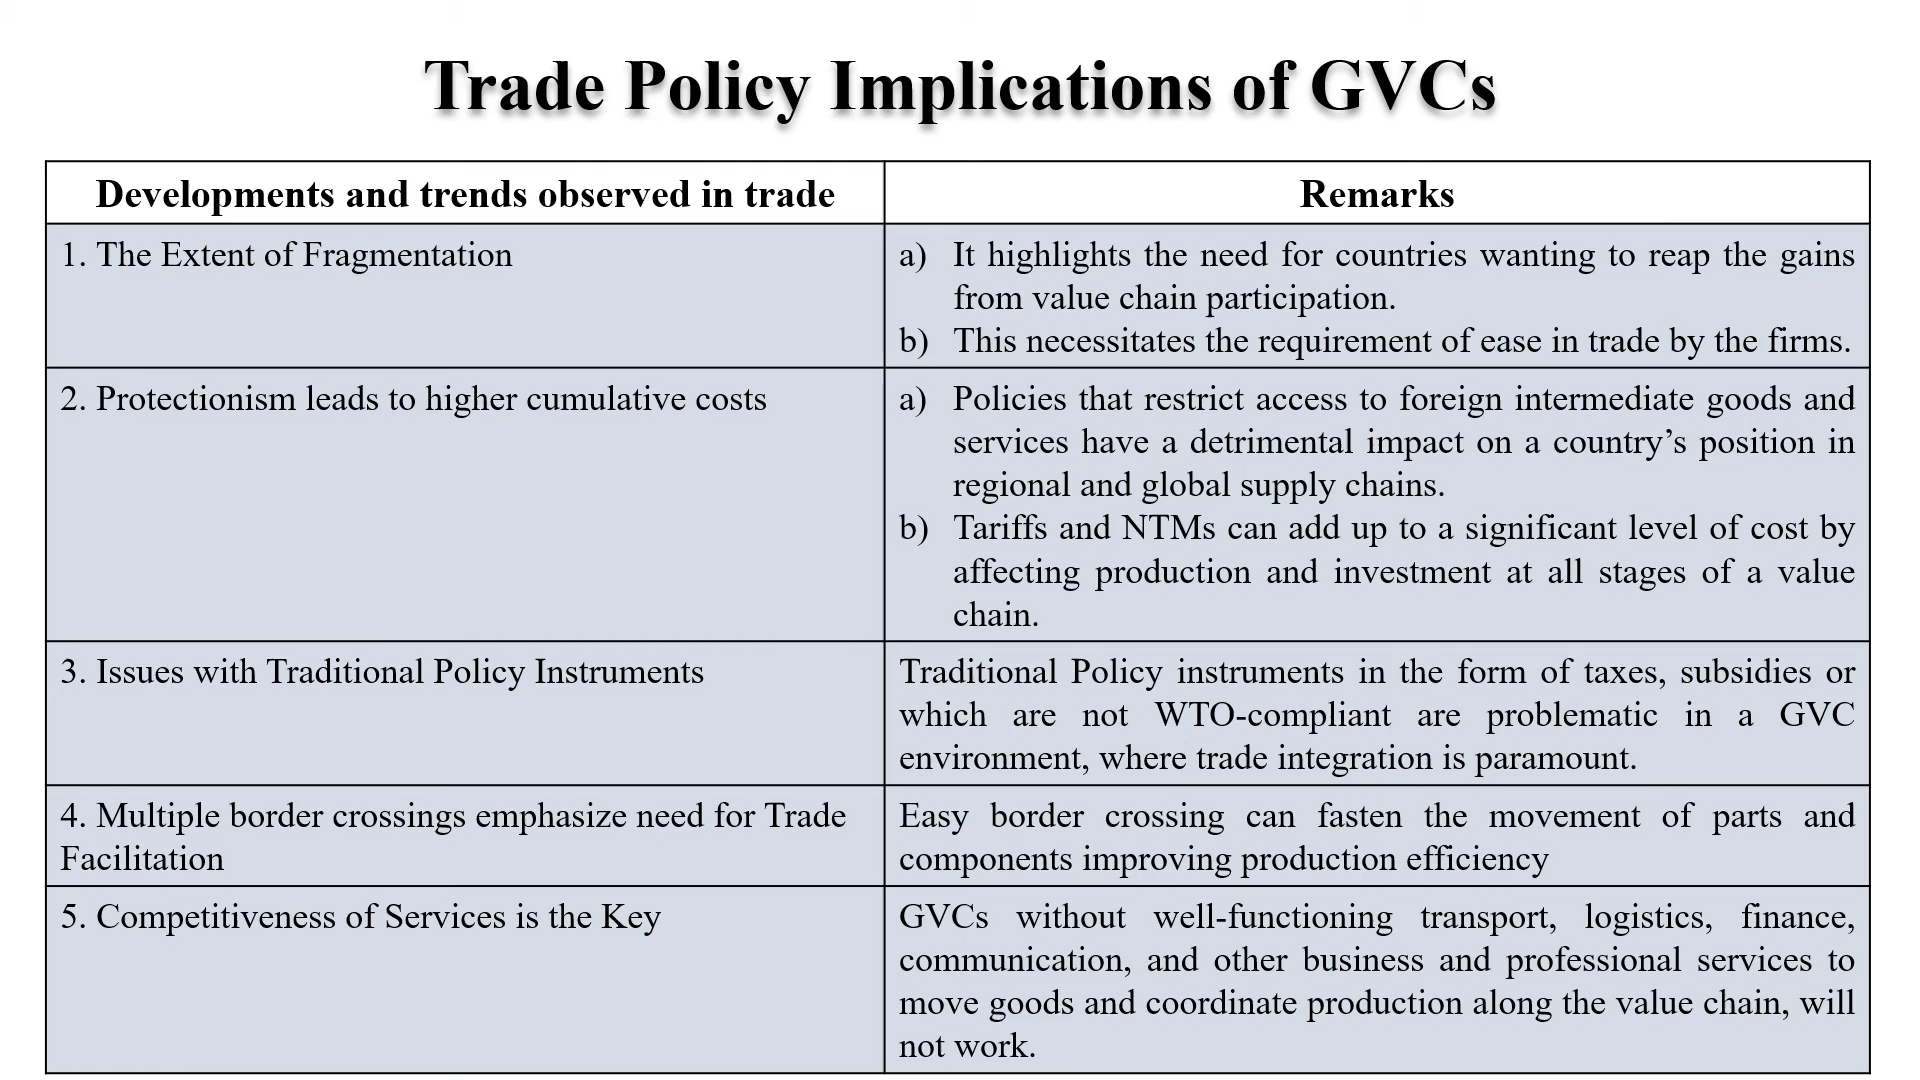 Trade Policy Implications of GVCs
Developments and trends observed in trade
Remarks
1. The Extent of Fragmentation
a) It highlights the need for countries wanting to reap the gains
from value chain participation.
b) This necessitates the requirement of ease in trade by the firms.
2. Protectionism leads to higher cumulative costs
a) Policies that restrict access to foreign intermediate goods and
services have a detrimental impact on a country’s position in
regional and global supply chains.
b) Tariffs and NTMs can add up to a significant level of cost by
affecting production and investment at all stages of a value
chain.
3. Issues with Traditional Policy Instruments
Traditional Policy instruments in the form of taxes, subsidies or
which are not WTO-compliant are problematic in a GVC
environment, where trade integration is paramount.
4. Multiple border crossings emphasize need for Trade
Facilitation
Easy border crossing can fasten the movement of parts and
components improving production efficiency
5. Competitiveness of Services is the Key
GVCs without well-functioning transport, logistics, finance,
communication, and other business and professional services to
move goods and coordinate production along the value chain, will
not work.